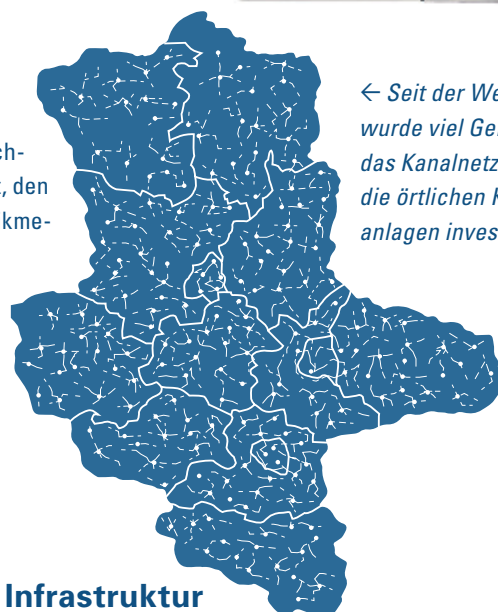 ch-
, den
kme-
← Seit der We
wurde viel Ge
das Kanalnetz
die örtlichen K
anlagen inves
Infrastruktur